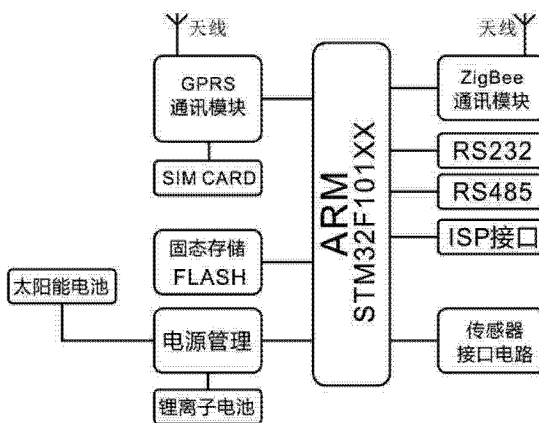 天线
GPRS
通讯模块
SIM CARD
固态存储
FLASH
太阳能电池
电源管理
锂离子电池
ARM
STM32F101XX
天线
ZigBee
通讯模块
RS232
RS485
ISP接口
传感器
接口电路